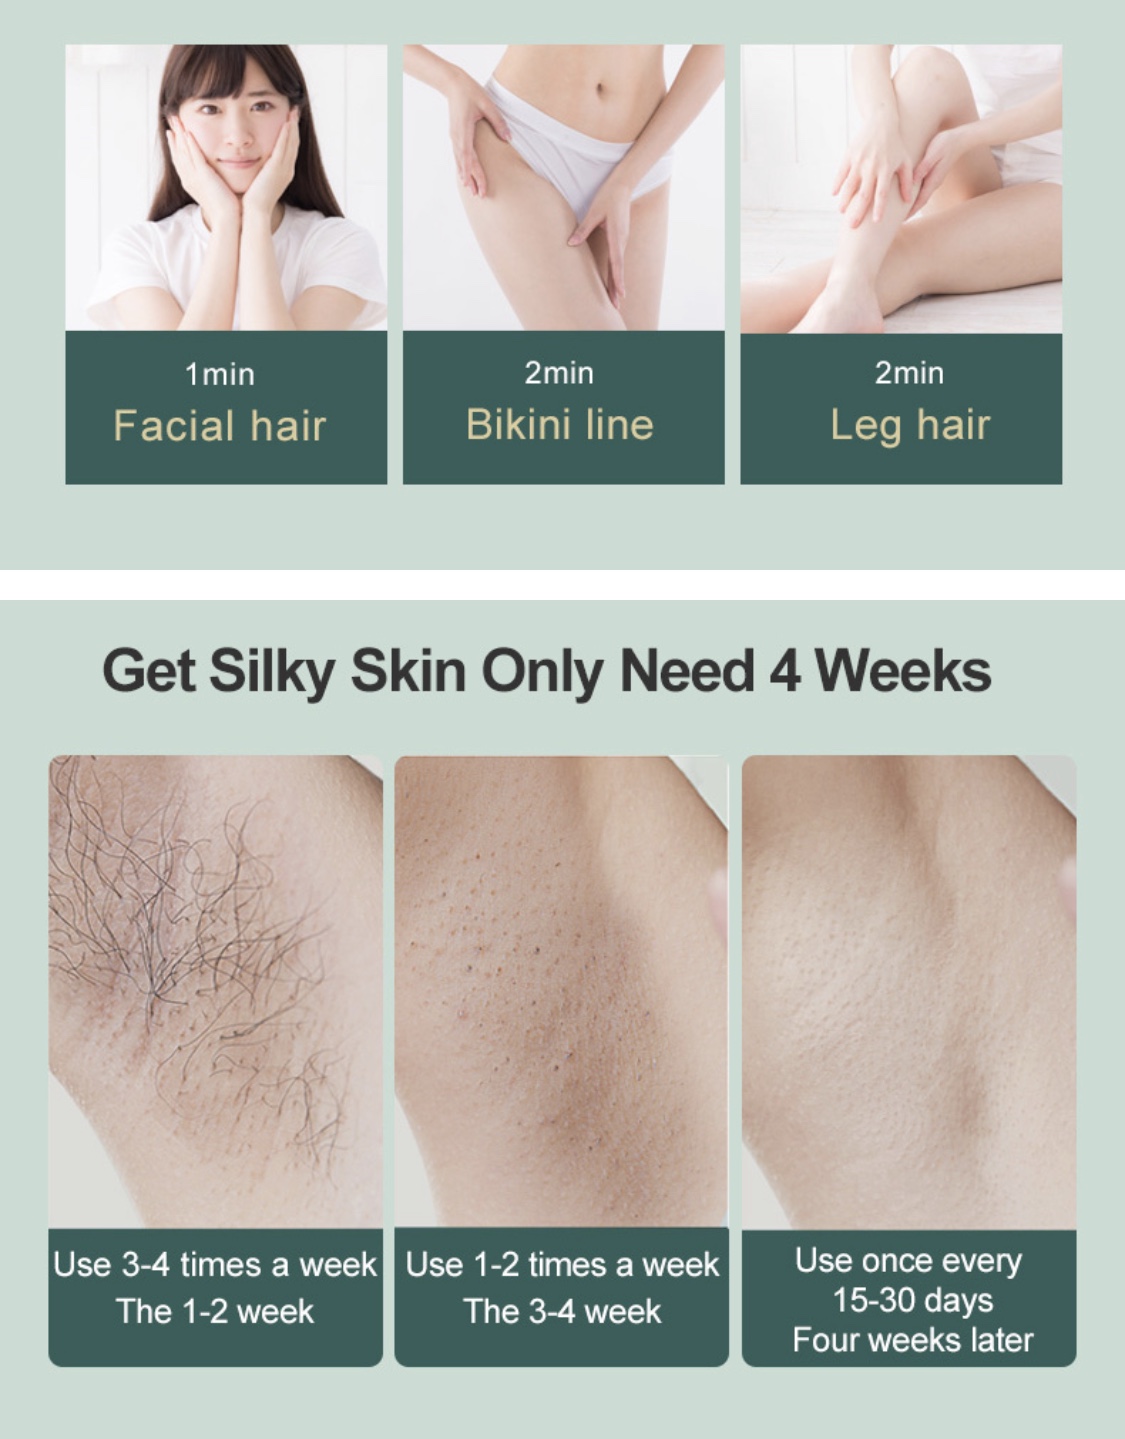 1min
Facial hair
2min
Bikini line
2min
Leg hair
Get Silky Skin Only Need 4 Weeks
Use 3-4 times a week
The 1-2 week
Use 1-2 times a week
The 3-4 week
Use once every
15-30 days
Four weeks later